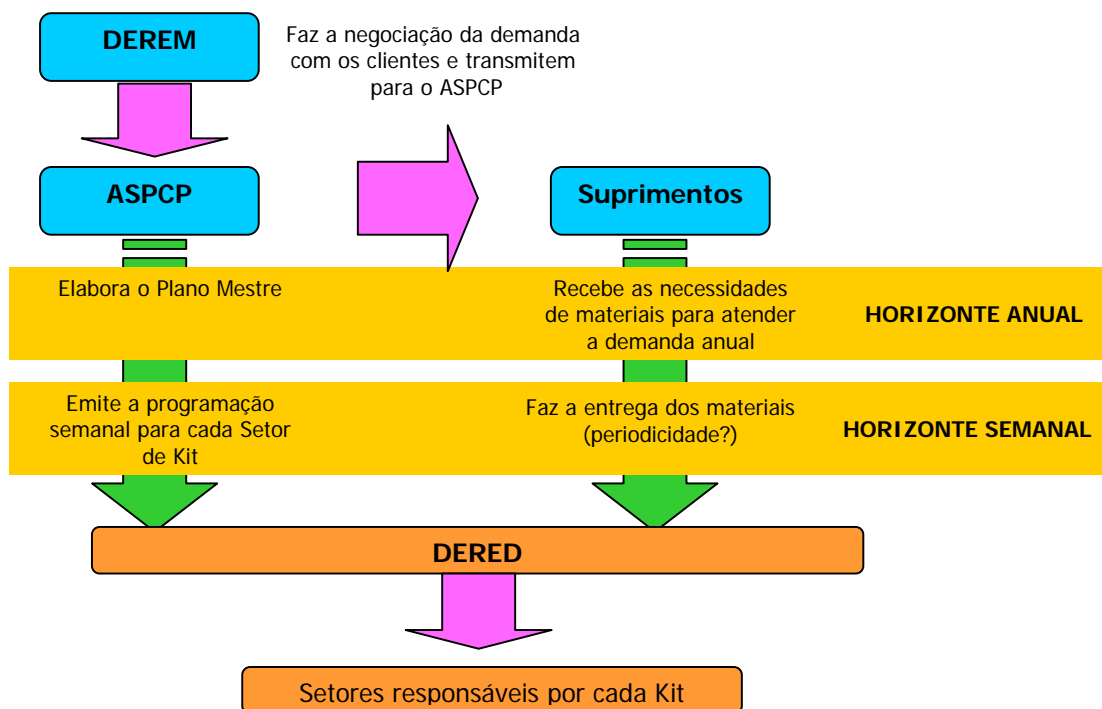 DEREM
Faz a negociação da demanda
com os clientes e transmitem
para o ASPCP
ASPCP
Suprimentos
Elabora o Plano Mestre
Recebe as necessidades
de materiais para atender
a demanda anual
HORIZONTE ANUAL
Emite a programação
semanal para cada Setor
de Kit
Faz a entrega dos materiais
(periodicidade?)
HORIZONTE SEMANAL
DERED
Setores responsáveis por cada Kit